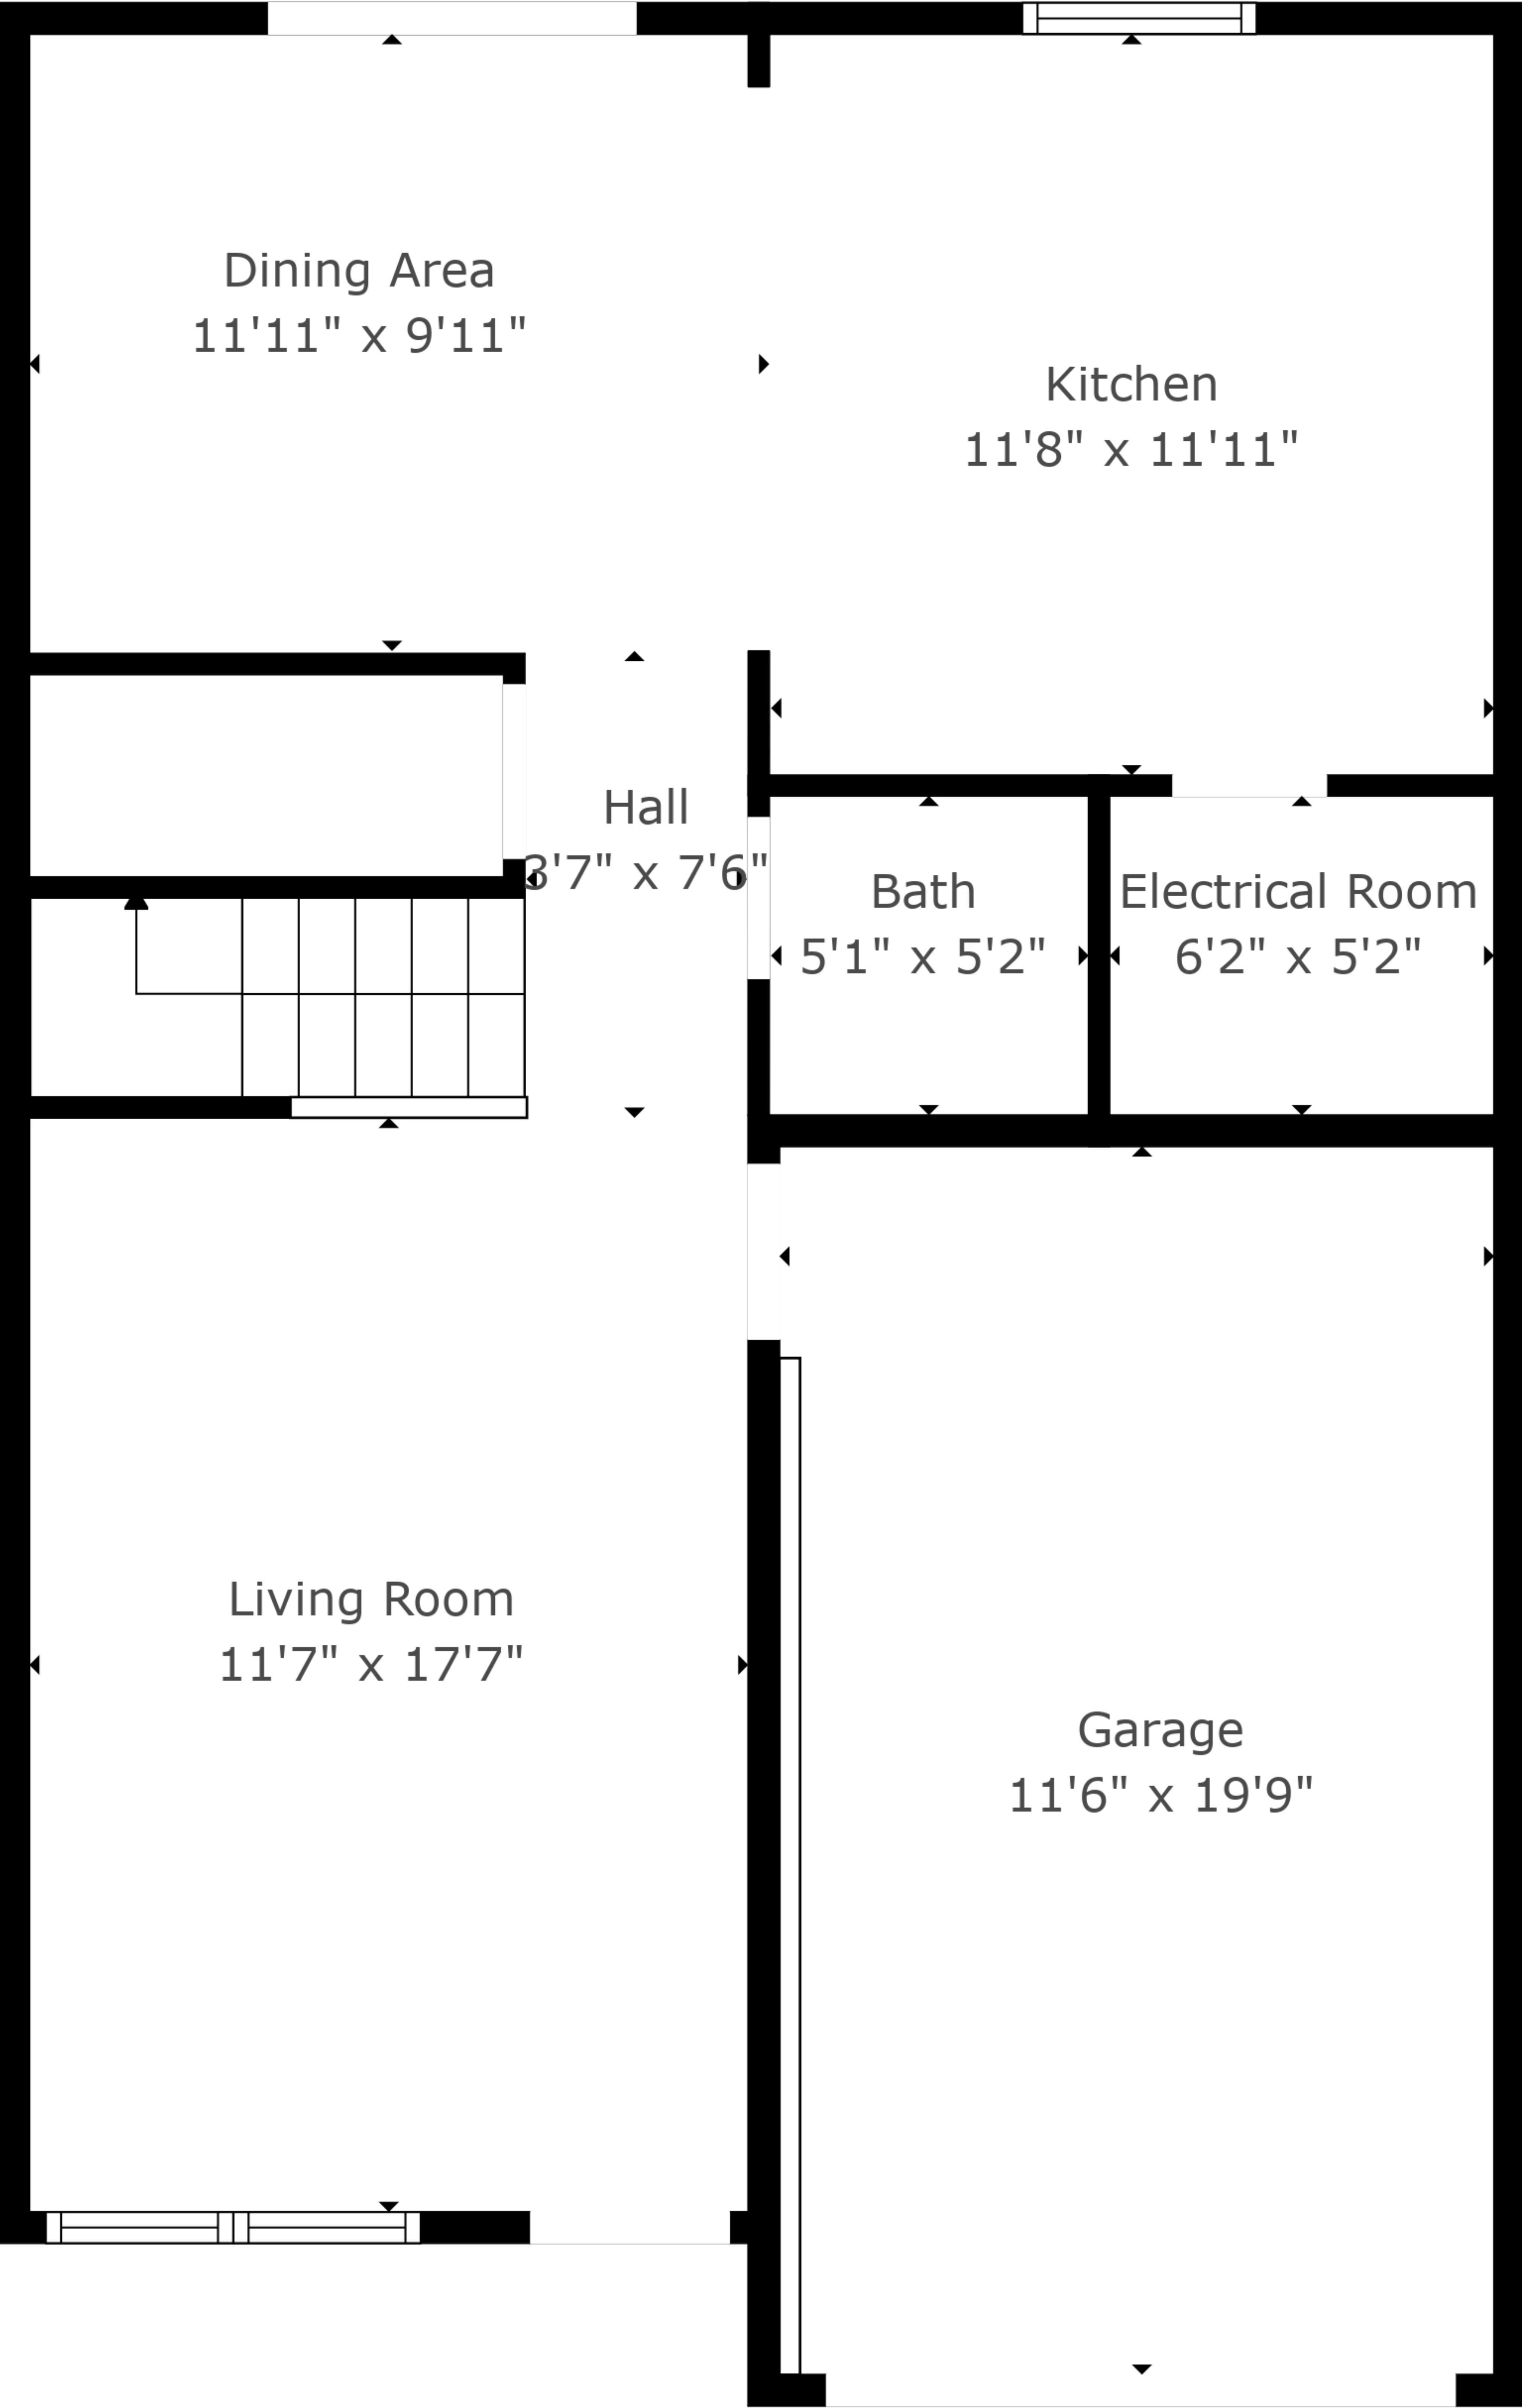 Dining Area
11'11" x 9'11"
Kitchen
11'8" x 11'11"
Hall
3'7" x 7'6"
Bath
5'1" x 5'2"
Electrical Room
6'2" x 5'2"
Living Room
11'7" x 17'7"
Garage
11'6" x 19'9"